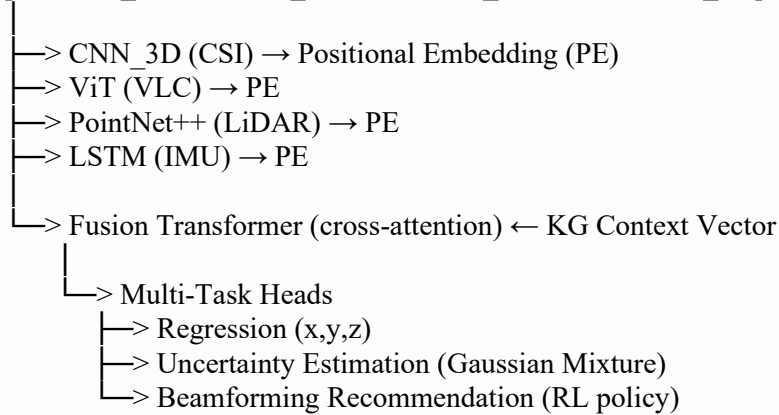 ├─> CNN_3D (CSI) → Positional Embedding (PE)
├─> ViT (VLC) → PE
├─> PointNet++ (LiDAR) → PE
├─> LSTM (IMU) → PE
│
└─> Fusion Transformer (cross-attention) ← KG Context Vector
│
└─> Multi-Task Heads
├─> Regression (x,y,z)
├─> Uncertainty Estimation (Gaussian Mixture)
└─> Beamforming Recommendation (RL policy)